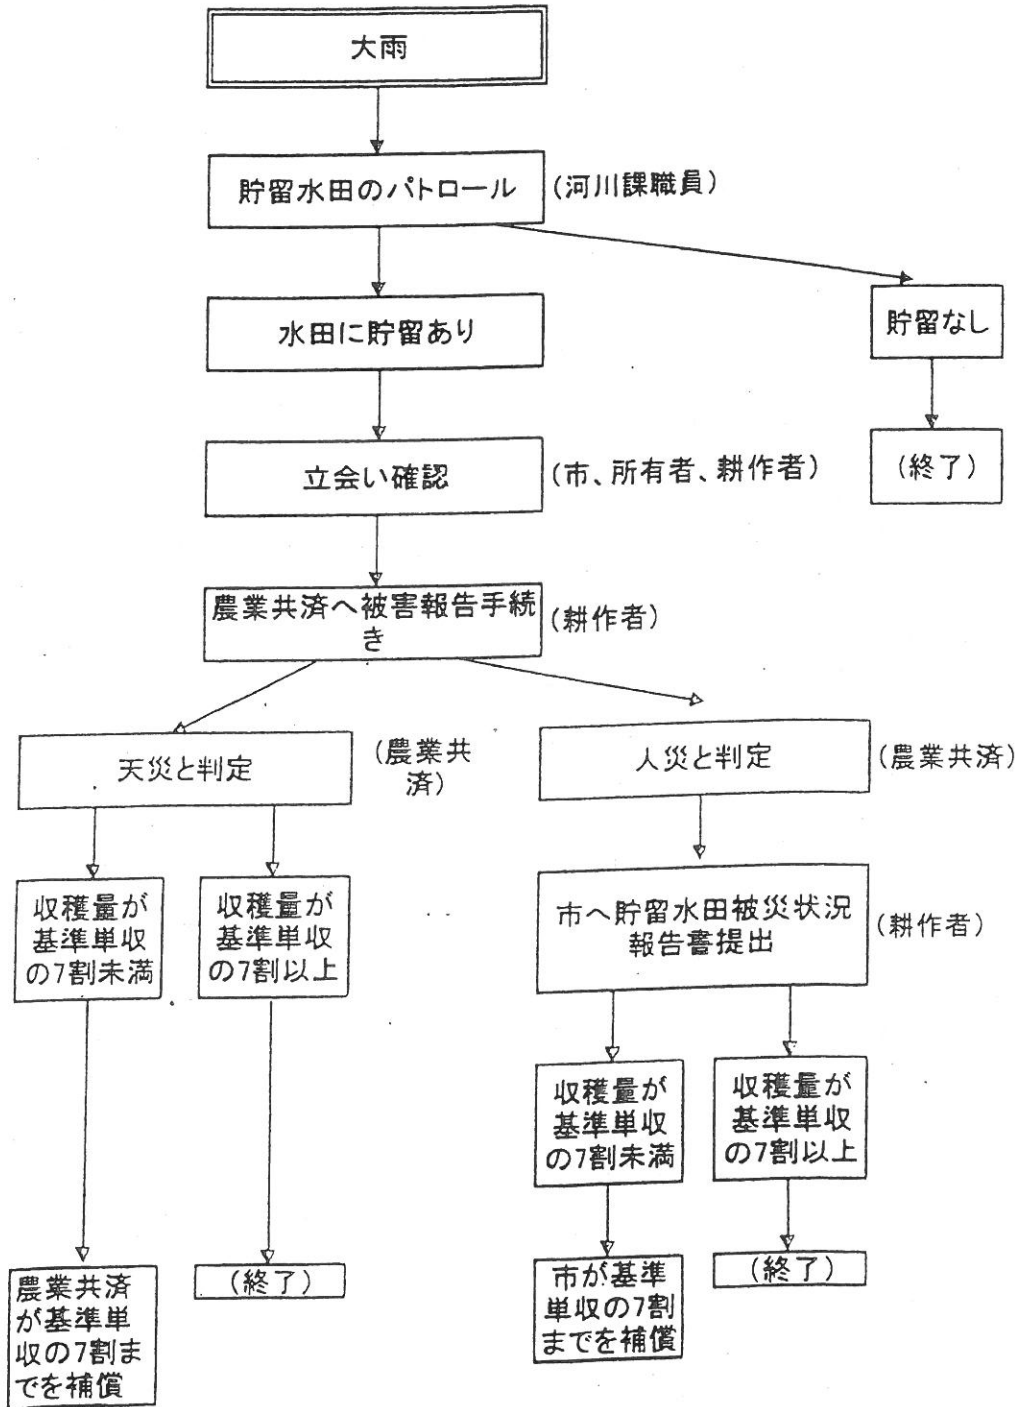 大雨
貯留水田のパトロール
(河川課職員)
水田に貯留あり
貯留なし
立会い確認
(市、所有者、耕作者)
(終了)
農業共済へ被害報告手続
き
(耕作者)
天災と判定
(農業共
済)
人災と判定
(農業共済)
収穫量が
基準単収
の7割未満
収穫量が
基準単収
の7割以上
市へ貯留水田被災状況
報告書提出
(耕作者)
収穫量が
基準単収
の7割未満
収穫量が
基準単収
の7割以上
農業共済
が基準単
収の7割ま
でを補償
(終了)
市が基準
単収の7割
までを補償
(終了)